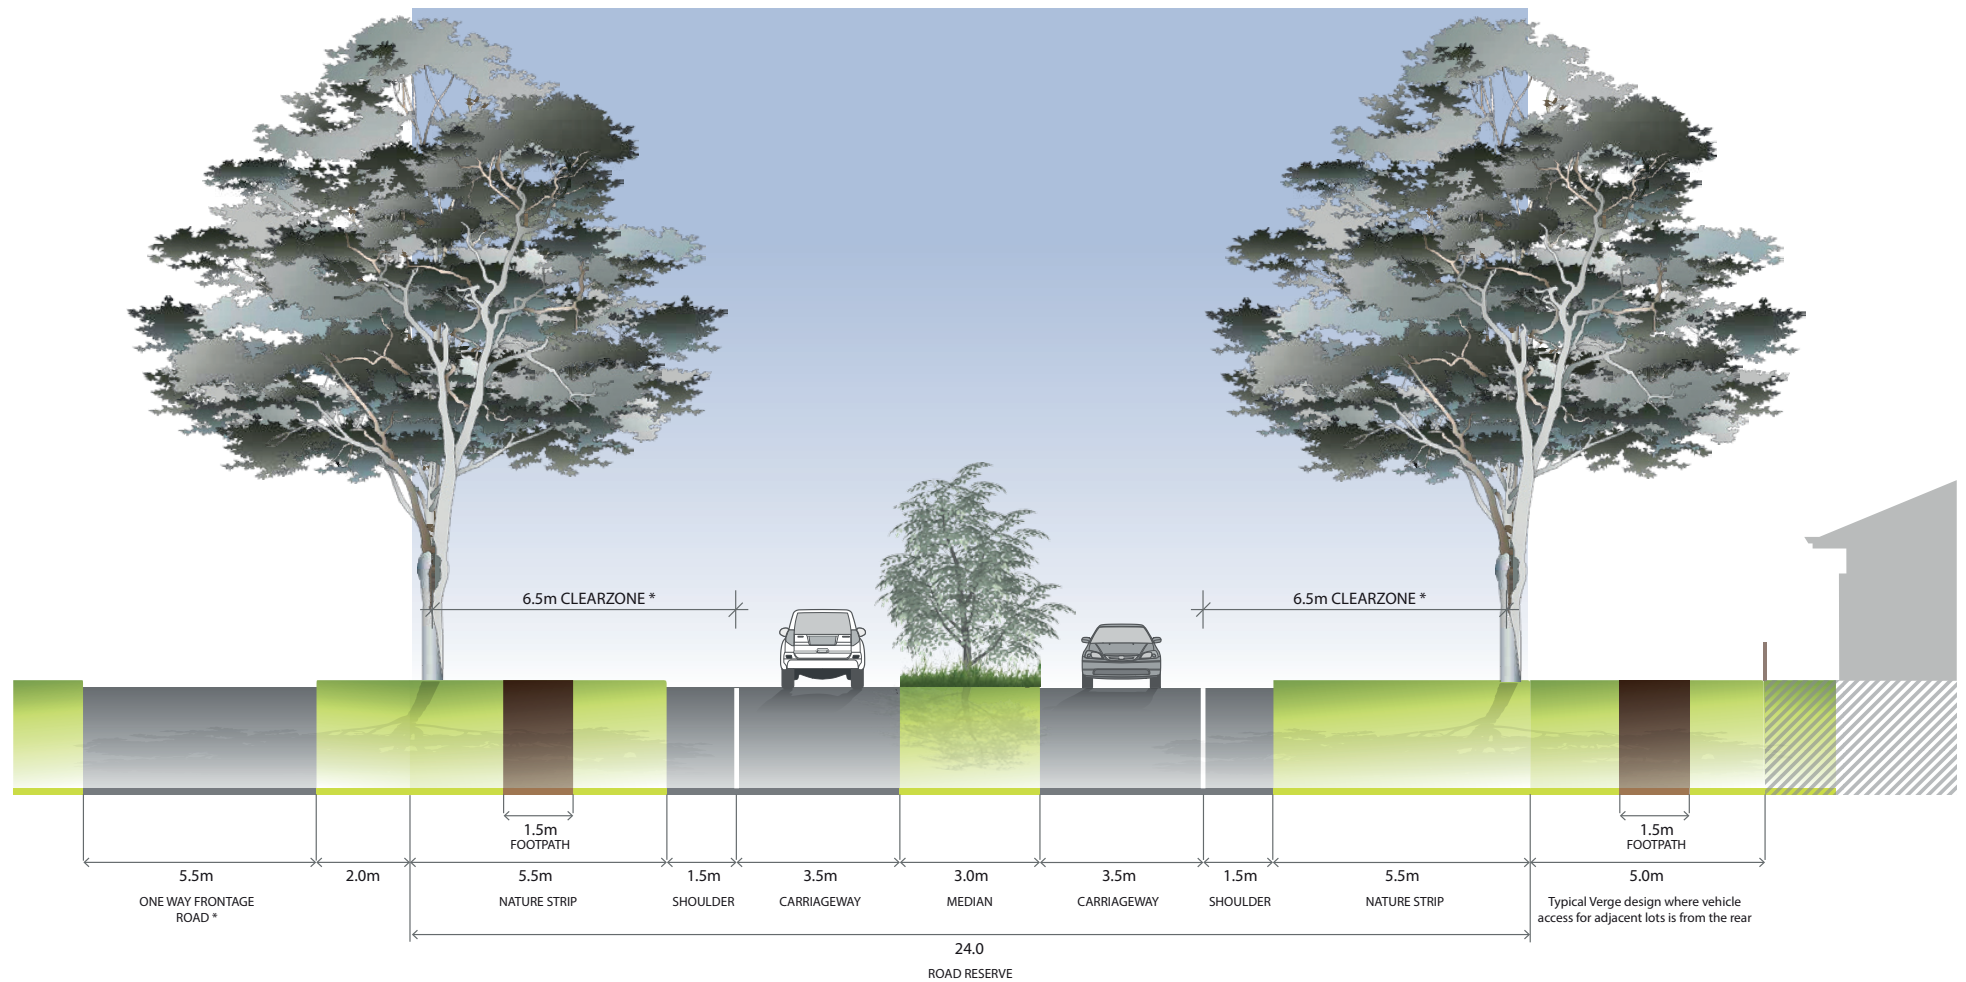 6.5m CLEARZONE *
6.5m CLEARZONE *
1.5m
FOOTPATH
1.5m
FOOTPATH
5.5m
2.0m
5.5m
1.5m
3.5m
3.0m
3.5m
1.5m
5.5m
5.0m
ONE WAY FRONTAGE
ROAD *
NATURE STRIP
SHOULDER
CARRIAGEWAY
MEDIAN
CARRIAGEWAY
SHOULDER
NATURE STRIP
Typical Verge design where vehicle
access for adjacent lots is from the rear
24.0
ROAD RESERVE